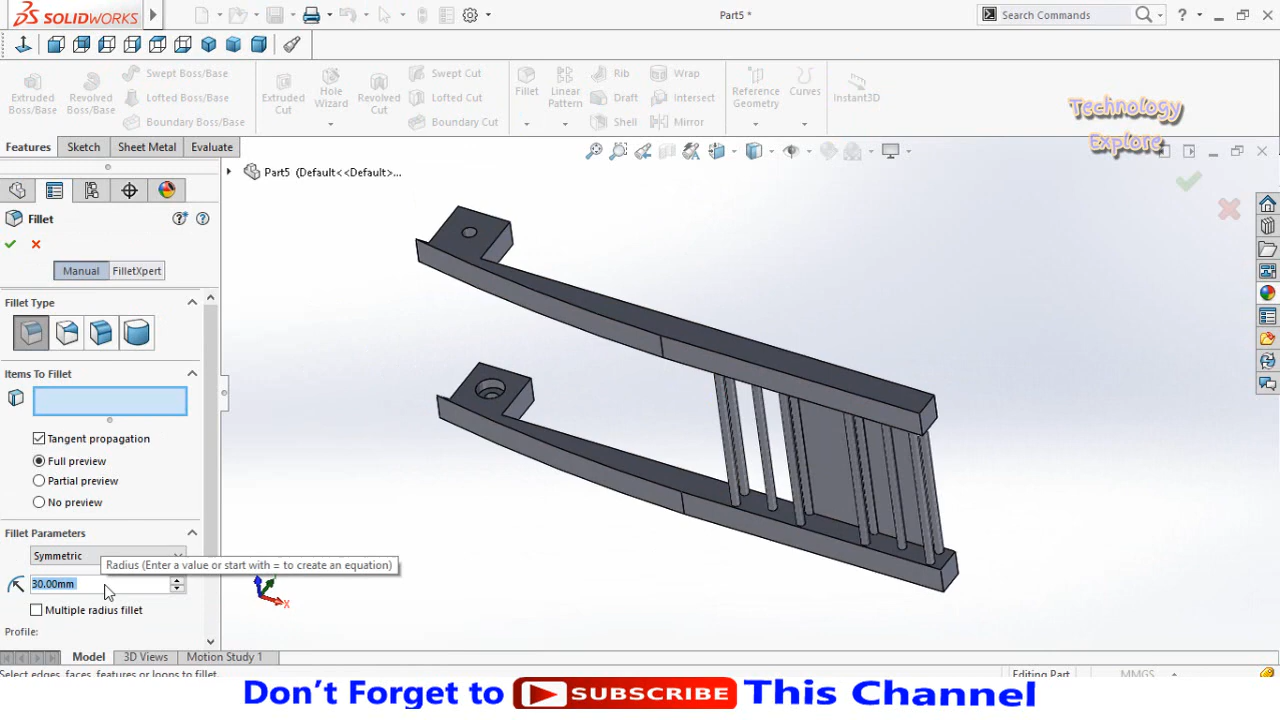 SOLIDWORKS
Part5 *
Search Commands
?
Extruded Boss/Base
Revolved Boss/Base
Swept Boss/Base
Lofted Boss/Base
Boundary Boss/Base
Extruded Cut
Hole Wizard
Revolved Cut
Swept Cut
Lofted Cut
Boundary Cut
Fillet
Linear Pattern
Rib
Draft
Shell
Wrap
Intersect
Mirror
Reference Geometry
Curves
Instant3D
Technology
Explore
Features
Sketch
Sheet Metal
Evaluate
Part5 (Default<<Default>...
Fillet
Manual
FilletXpert
Fillet Type
Items To Fillet
Tangent propagation
Full preview
Partial preview
No preview
Fillet Parameters
Symmetric
Radius (Enter a value or start with = to create an equation)
30.00mm
Multiple radius fillet
Profile:
X
Model
3D Views
Motion Study 1
Select edges, faces, features or loops to fillet.
Editing Part
MMGS
Don't Forget to SUBSCRIBE This Channel